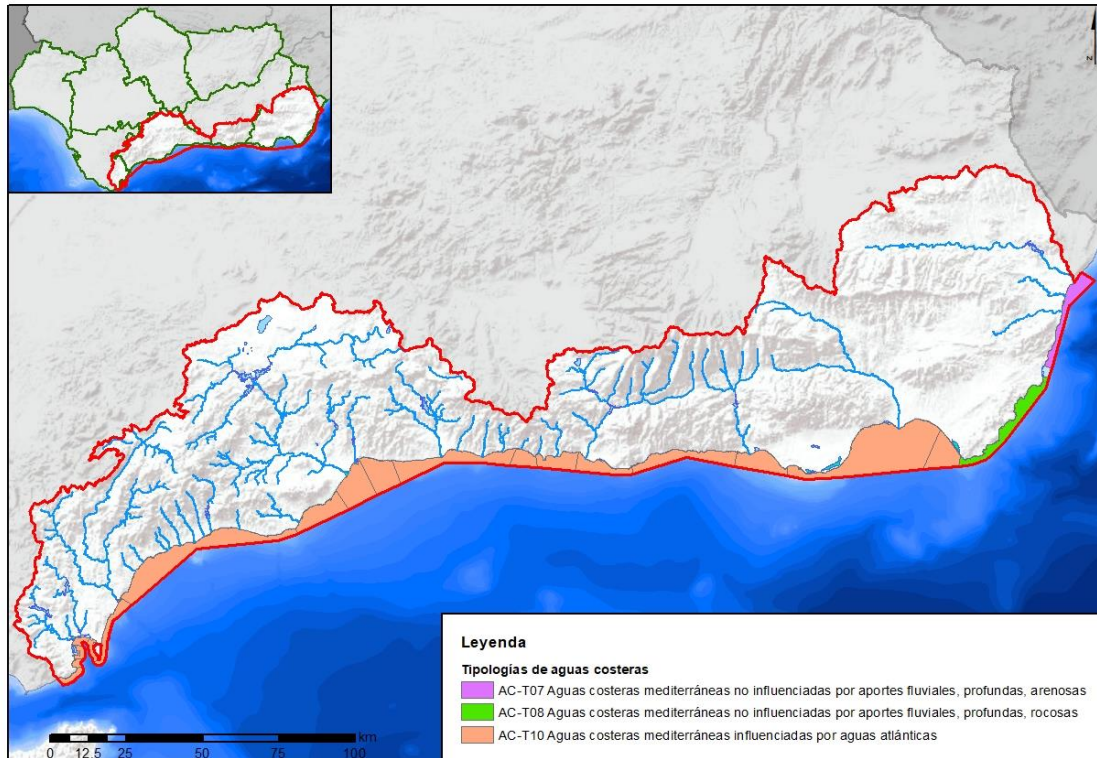 N
Leyenda
Tipologías de aguas costeras
AC-T07 Aguas costeras mediterráneas no influenciadas por aportes fluviales, profundas, arenosas
AC-T08 Aguas costeras mediterráneas no influenciadas por aportes fluviales, profundas, rocosas
AC-T10 Aguas costeras mediterráneas influenciadas por aguas atlánticas
km
0 12.5 25 50 75 100